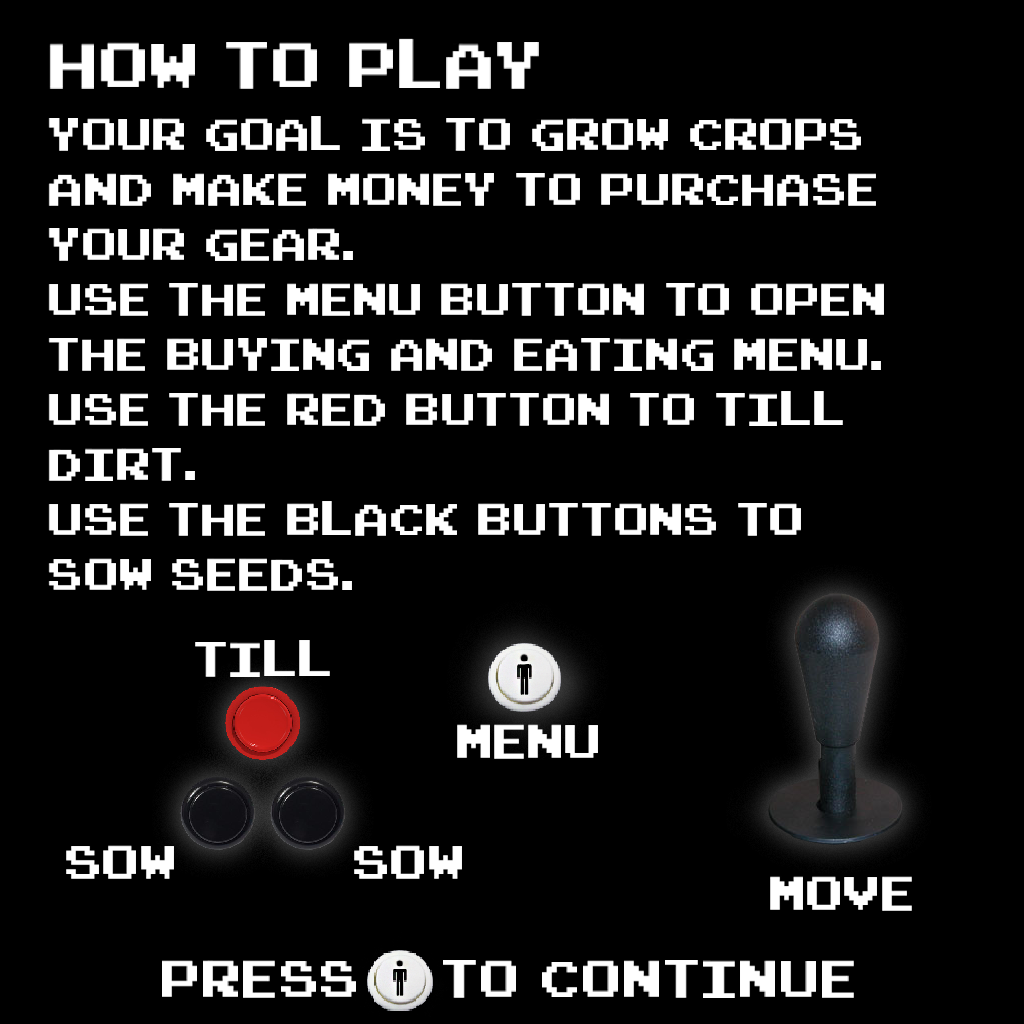 HOW TO PLAY
YOUR GOAL IS TO GROW CROPS
AND MAKE MONEY TO PURCHASE
YOUR GEAR.
USE THE MENU BUTTON TO OPEN
THE BUYING AND EATING MENU.
USE THE RED BUTTON TO TILL
DIRT.
USE THE BLACK BUTTONS TO
SOW SEEDS.
TILL
MENU
SOW SOW
MOVE
PRESS TO CONTINUE